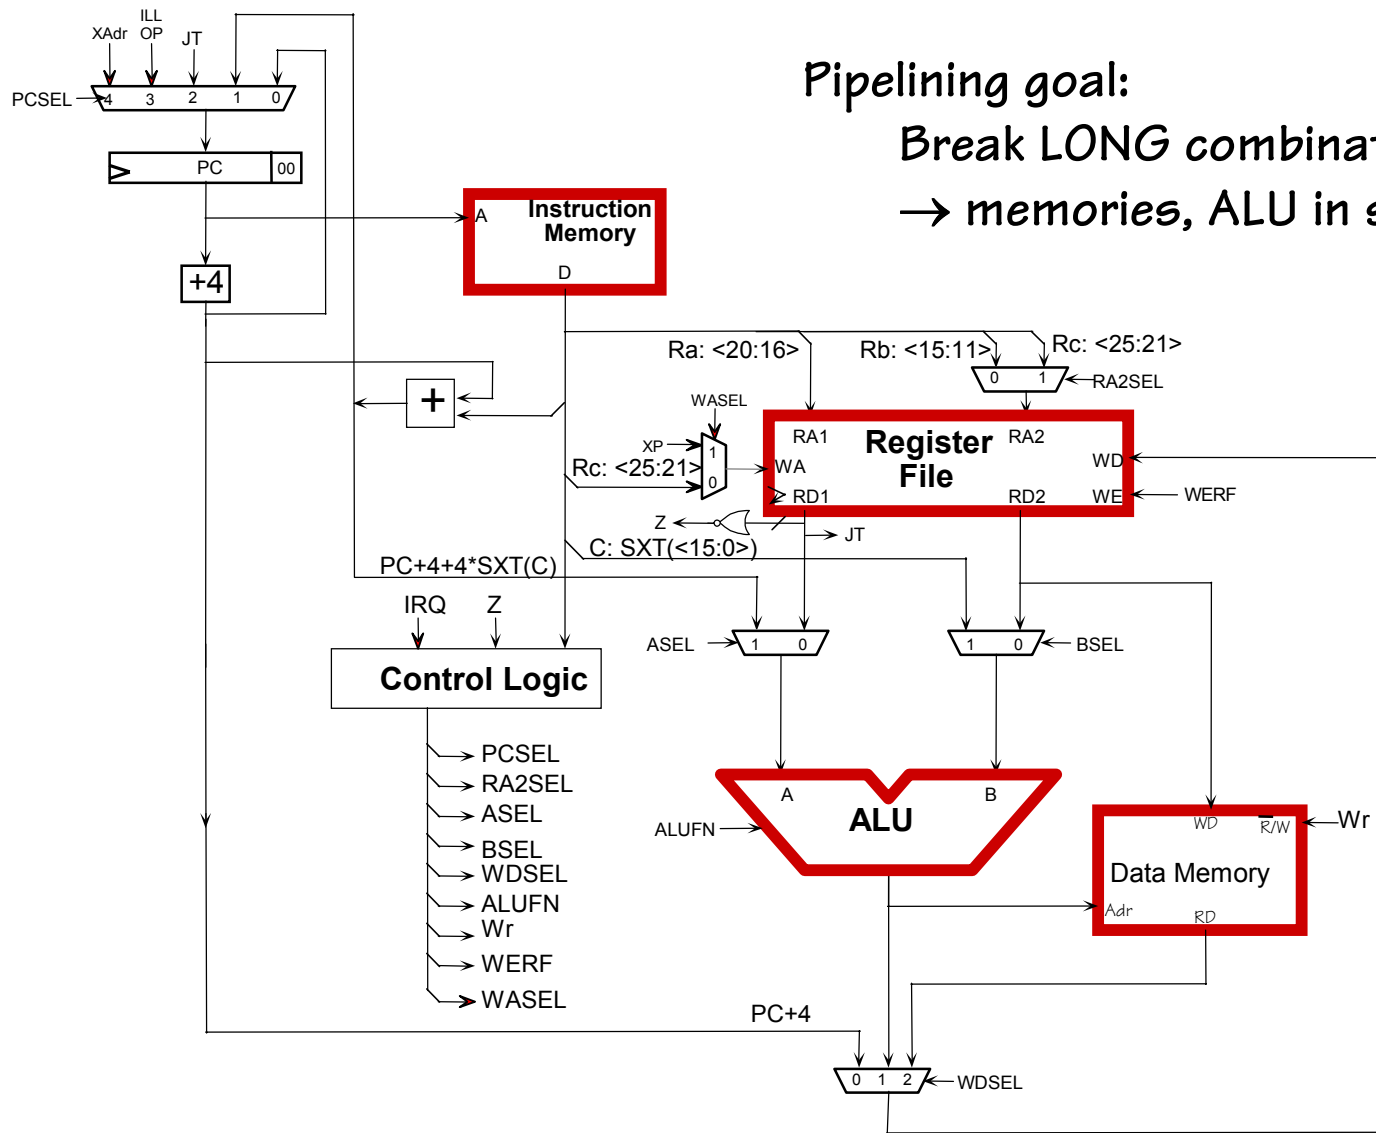 ILL
XAdr OP JT
PCSEL 4 3 2 1 0
PC 00
Pipelining goal:
Break LONG combinat
→ memories, ALU in s
A Instruction
Memory
D
+4
Ra: <20:16> Rb: <15:11> Rc: <25:21>
0 1 RA2SEL
+
WASEL
XP 1
Rc: <25:21> 0
RA1 Register RA2
WA File WD
RD1 RD2 WE WERF
Z JT
C: SXT(<15:0>)
PC+4+4*SXT(C)
IRQ Z
ASEL 1 0 1 0 BSEL
Control Logic
PCSEL
RA2SEL
ASEL
BSEL
WDSEL
ALUFN
Wr
WERF
WASEL
A B
ALUFN ALU
WD R/W Wr
Data Memory
Adr RD
PC+4
0 1 2 WDSEL